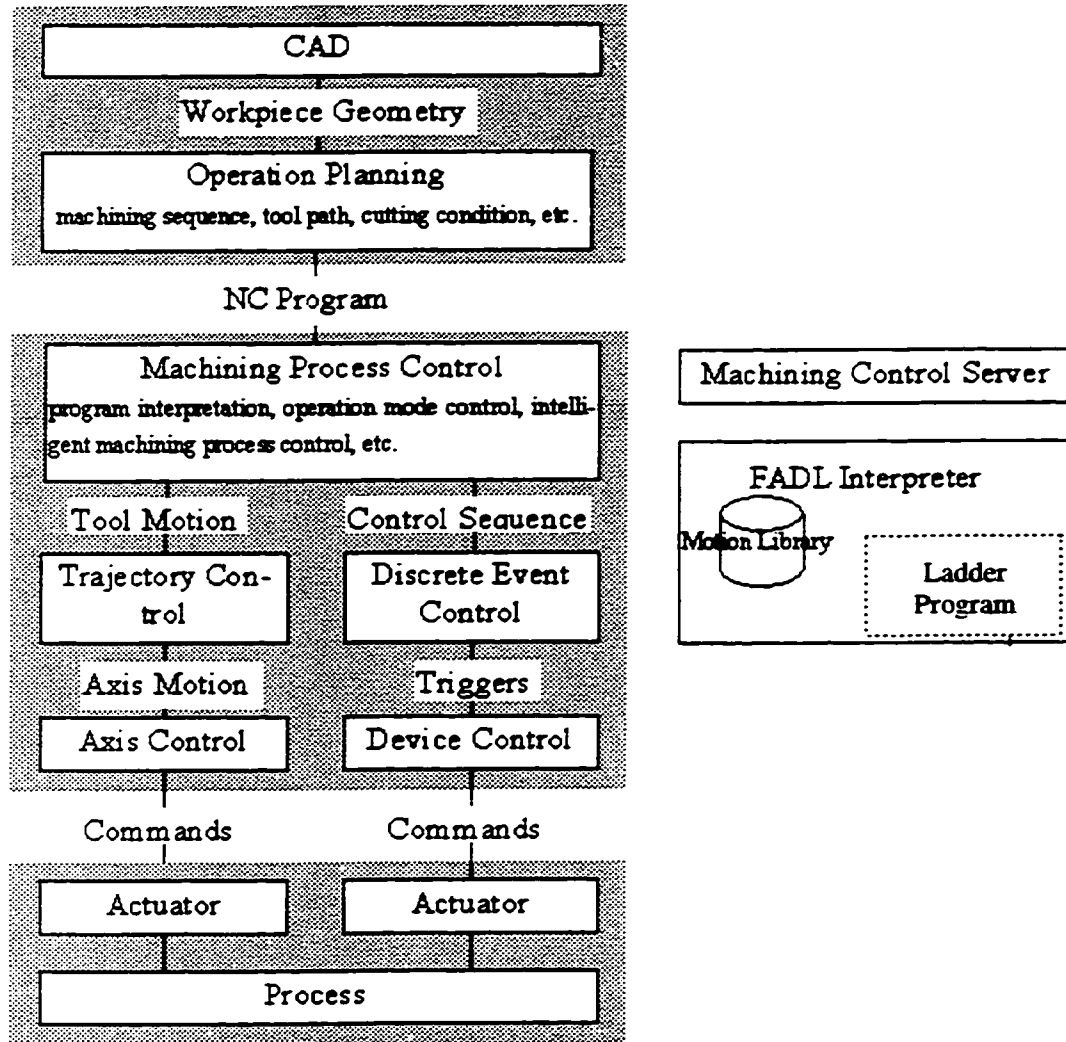 CAD
Workpiece Geometry
Operation Planning
machining sequence, tool path, cutting condition, etc.
NC Program
Machining Process Control
program interpretation, operation mode control, intelli-
gent machining process control, etc.
Tool Motion
Control Sequence
Trajectory Con-
trol
Discrete Event
Control
Axis Motion
Triggers
Axis Control
Device Control
Commands
Commands
Actuator
Actuator
Process
Machining Control Server
FADL Interpreter
Motion Library
Ladder
Program